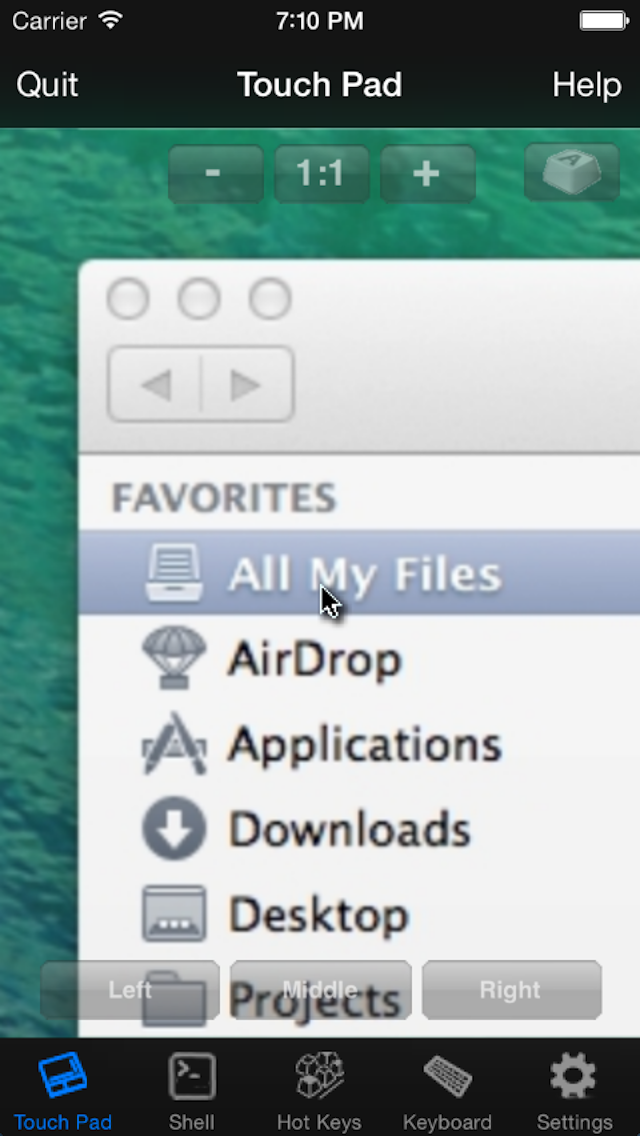 Carrier 7:10 PM
Quit Touch Pad Help
- 1:1 + A
FAVORITES
All My Files
AirDrop
Applications
Downloads
Desktop
Projects
Left Middle Right
Touch Pad Shell Hot Keys Keyboard Settings